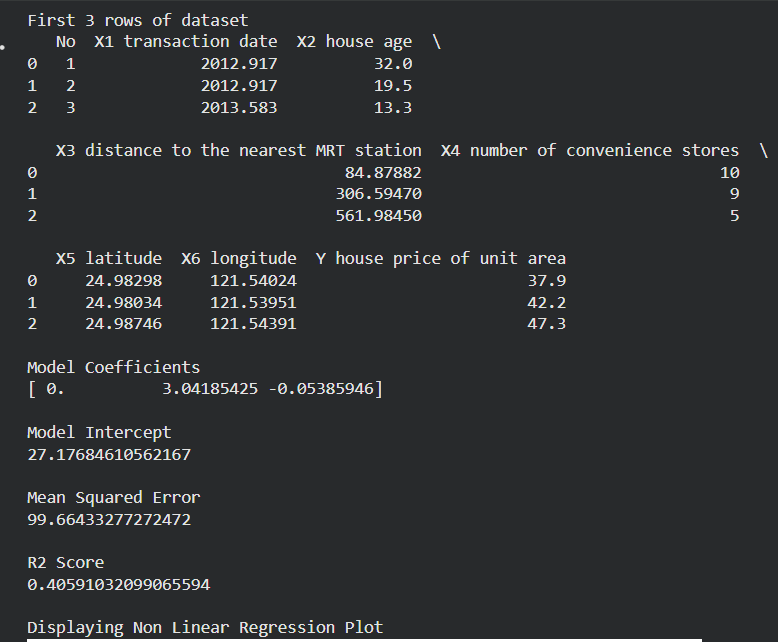 First 3 rows of dataset
No X1 transaction date X2 house age \
0 1 2012.917 32.0
1 2 2012.917 19.5
2 3 2013.583 13.3
X3 distance to the nearest MRT station X4 number of convenience stores \
0 84.87882 10
1 306.59470 9
2 561.98450 5
X5 latitude X6 longitude Y house price of unit area
0 24.98298 121.54024 37.9
1 24.98034 121.53951 42.2
2 24.98746 121.54391 47.3
Model Coefficients
[ 0. 3.04185425 -0.05385946]
Model Intercept
27.17684610562167
Mean Squared Error
99.66433277272472
R2 Score
0.40591032099065594
Displaying Non Linear Regression Plot